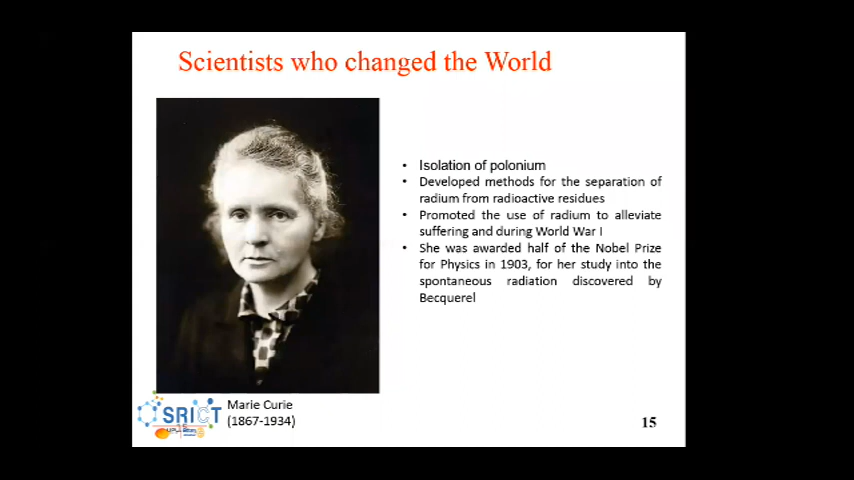 Scientists who changed the World
• Isolation of polonium
• Developed methods for the separation of
radium from radioactive residues
• Promoted the use of radium to alleviate
suffering and during World War I
• She was awarded half of the Nobel Prize
for Physics in 1903, for her study into the
spontaneous radiation discovered by
Becquerel
SRICT
Marie Curie
(1867-1934)
15